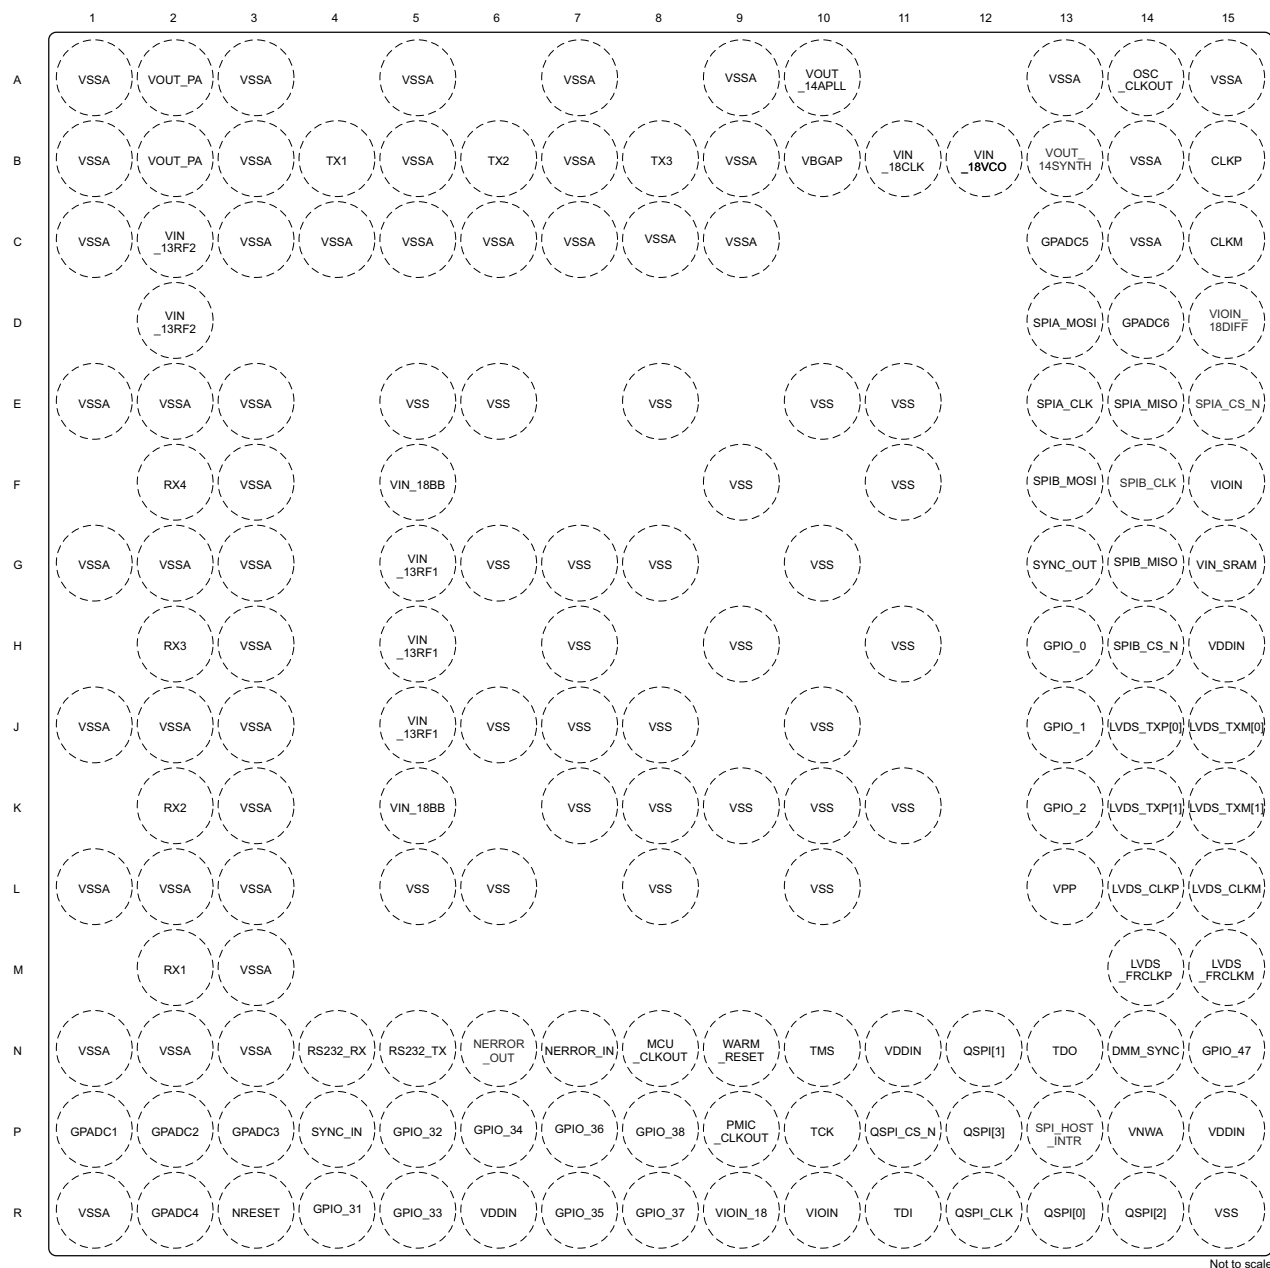 1 2 3 4 5 6 7 8 9 10 11 12 13 14 15
A VSSA VOUT_PA VSSA VSSA VSSA VSSA VOUT _14APLL VSSA OSC _CLKOUT VSSA
B VSSA VOUT_PA VSSA TX1 VSSA TX2 VSSA TX3 VSSA VBGAP VIN _18CLK VIN _18VCO VOUT_ 14SYNTH VSSA CLKP
C VSSA VIN _13RF2 VSSA VSSA VSSA VSSA VSSA VSSA VSSA GPADC5 VSSA CLKM
D VIN _13RF2 SPIA_MOSI GPADC6 VIOIN_ 18DIFF
E VSSA VSSA VSSA VSS VSS VSS VSS VSS SPIA_CLK SPIA_MISO SPIA_CS_N
F RX4 VSSA VIN_18BB VSS VSS SPIB_MOSI SPIB_CLK VIOIN
G VSSA VSSA VSSA VIN _13RF1 VSS VSS VSS VSS SYNC_OUT SPIB_MISO VIN_SRAM
H RX3 VSSA VIN _13RF1 VSS VSS VSS GPIO_0 SPIB_CS_N VDDIN
J VSSA VSSA VSSA VIN _13RF1 VSS VSS VSS VSS GPIO_1 LVDS_TXP[0] LVDS_TXM[0]
K RX2 VSSA VIN_18BB VSS VSS VSS VSS VSS GPIO_2 LVDS_TXP[1] LVDS_TXM[1]
L VSSA VSSA VSSA VSS VSS VSS VSS VPP LVDS_CLKP LVDS_CLKM
M RX1 VSSA LVDS _FRCLKP LVDS _FRCLKM
N VSSA VSSA VSSA RS232_RX RS232_TX NERROR _OUT NERROR_IN MCU _CLKOUT WARM _RESET TMS VDDIN QSPI[1] TDO DMM_SYNC GPIO_47
P GPADC1 GPADC2 GPADC3 SYNC_IN GPIO_32 GPIO_34 GPIO_36 GPIO_38 PMIC _CLKOUT TCK QSPI_CS_N QSPI[3] SPI_HOST _INTR VNWA VDDIN
R VSSA GPADC4 NRESET GPIO_31 GPIO_33 VDDIN GPIO_35 GPIO_37 VIOIN_18 VIOIN TDI QSPI_CLK QSPI[0] QSPI[2] VSS
Not to scale